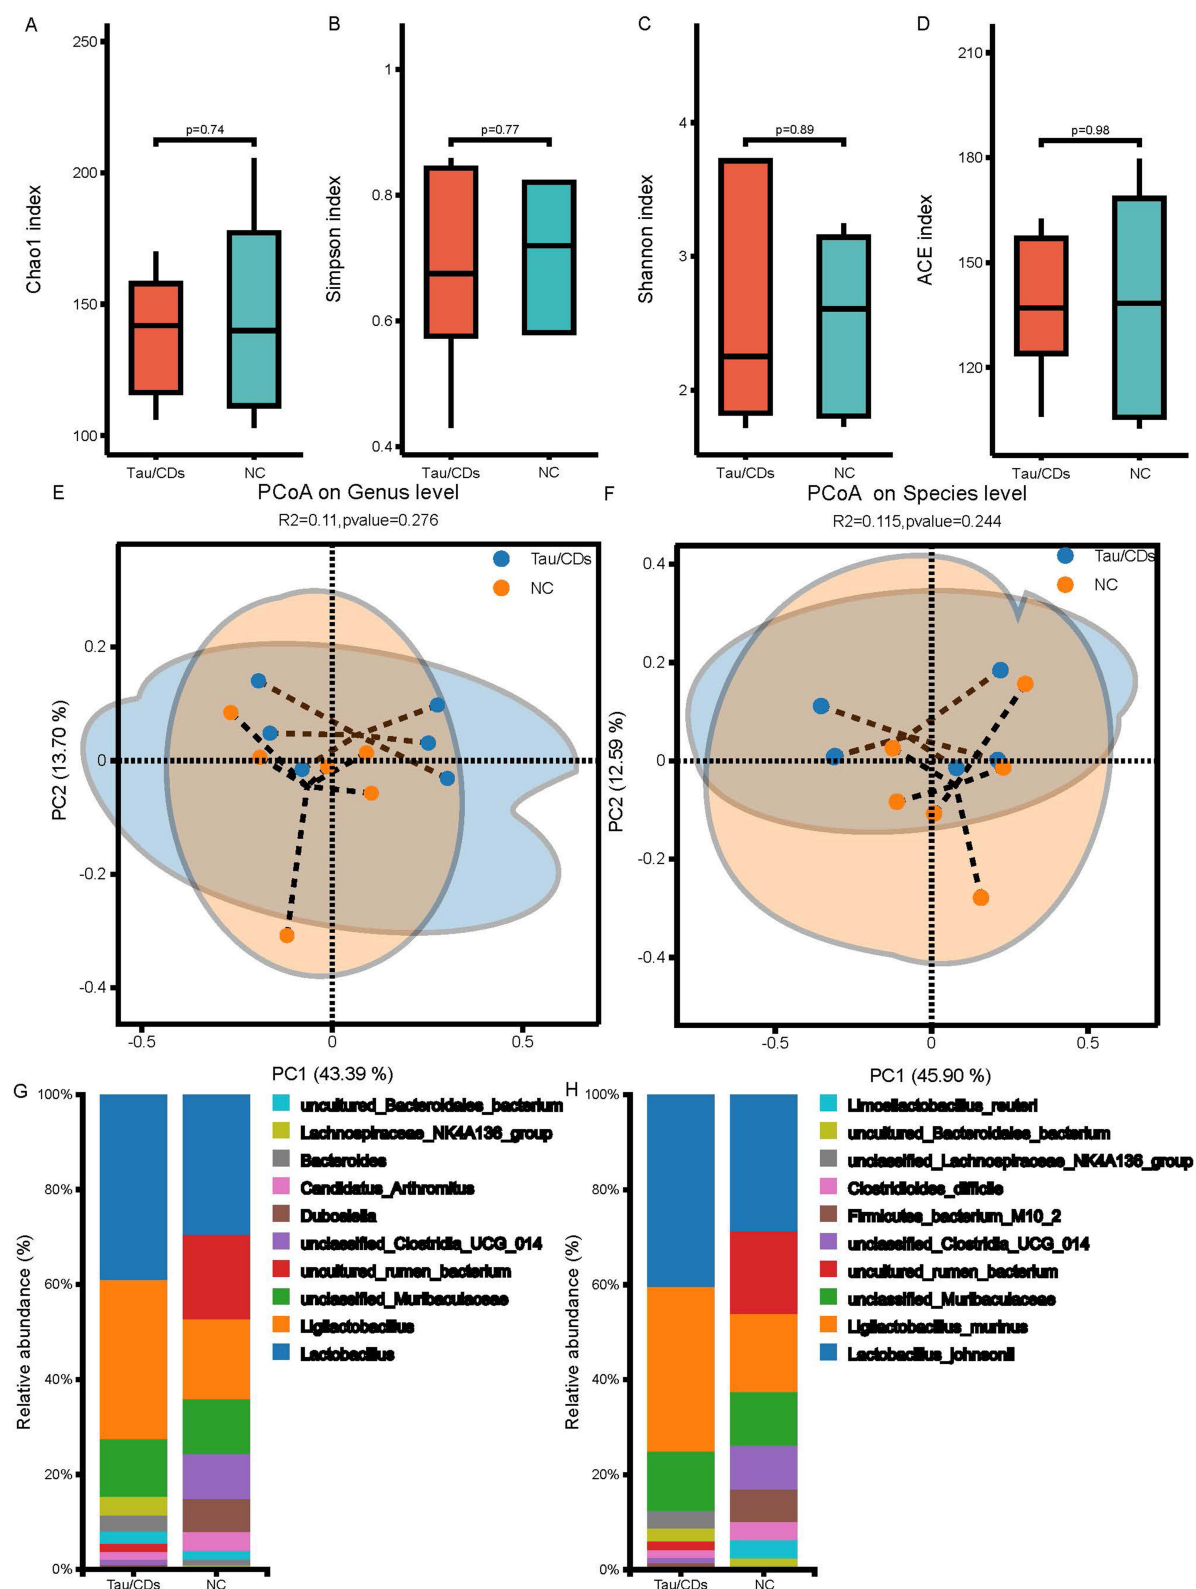 A
250
200
150
100
Chao1 index
p=0.74
Tau/CDs
NC
B
1
0.8
0.6
0.4
Simpson index
p=0.77
Tau/CDs
NC
C
4
3
2
Shannon index
p=0.89
Tau/CDs
NC
D
210
180
150
120
ACE index
p=0.98
Tau/CDs
NC
E
PCoA on Genus level
R2=0.11,pvalue=0.276
Tau/CDs
NC
0.2
0
-0.2
-0.4
PC2 (13.70 %)
-0.5
0
0.5
PC1 (43.39 %)
F
PCoA on Species level
R2=0.115,pvalue=0.244
Tau/CDs
NC
0.4
0.2
0
-0.2
-0.4
PC2 (12.59 %)
-0.5
0
0.5
PC1 (45.90 %)
G
100%
80%
60%
40%
20%
0%
Relative abundance (%)
Tau/CDs
NC
uncultured_Bacteroidales_bacterium
Lachnospiraceae_NK4A136_group
Bacteroides
Candidatus_Arthromitus
Dubosiella
unclassified_Clostridia_UCG_014
uncultured_rumen_bacterium
unclassified_Muribaculaceae
Ligilactobacillus
Lactobacillus
H
100%
80%
60%
40%
20%
0%
Relative abundance (%)
Tau/CDs
NC
Limosilactobacillus_reuteri
uncultured_Bacteroidales_bacterium
unclassified_Lachnospiraceae_NK4A136_group
Clostridioides_difficile
Firmicutes_bacterium_M10_2
unclassified_Clostridia_UCG_014
uncultured_rumen_bacterium
unclassified_Muribaculaceae
Ligilactobacillus_murinus
Lactobacillus_johnsonii